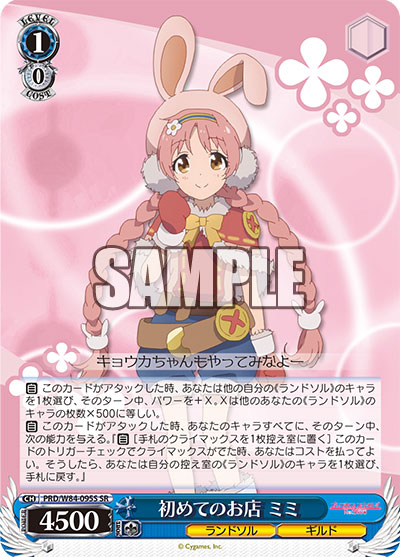 LEVEL
1
0
COST
SAMPLE
キョウカちゃんもやってみなよー
自 このカードがアタックした時、あなたは他の自分の《ランドソル》のキャラ
を1枚選び、そのターン中、パワーを+X。Xは他のあなたの《ランドソル》の
キャラの枚数×500に等しい。
自 このカードがアタックした時、あなたは自分のキャラすべてに、そのターン中、
次の能力を与える。『自［手札のクライマックスを1枚控え室に置く］このカー
ドのトリガーチェックでクライマックスがでた時、あなたはコストを払ってよ
い。そうしたら、あなたは自分の控え室の《ランドソル》のキャラを1枚選び、
手札に戻す。』
CH PRD/W84-095S SR
POWER
4500
SOUL
初めてのお店 ミミ
ランドソル
ギルド
© Cygames, Inc.